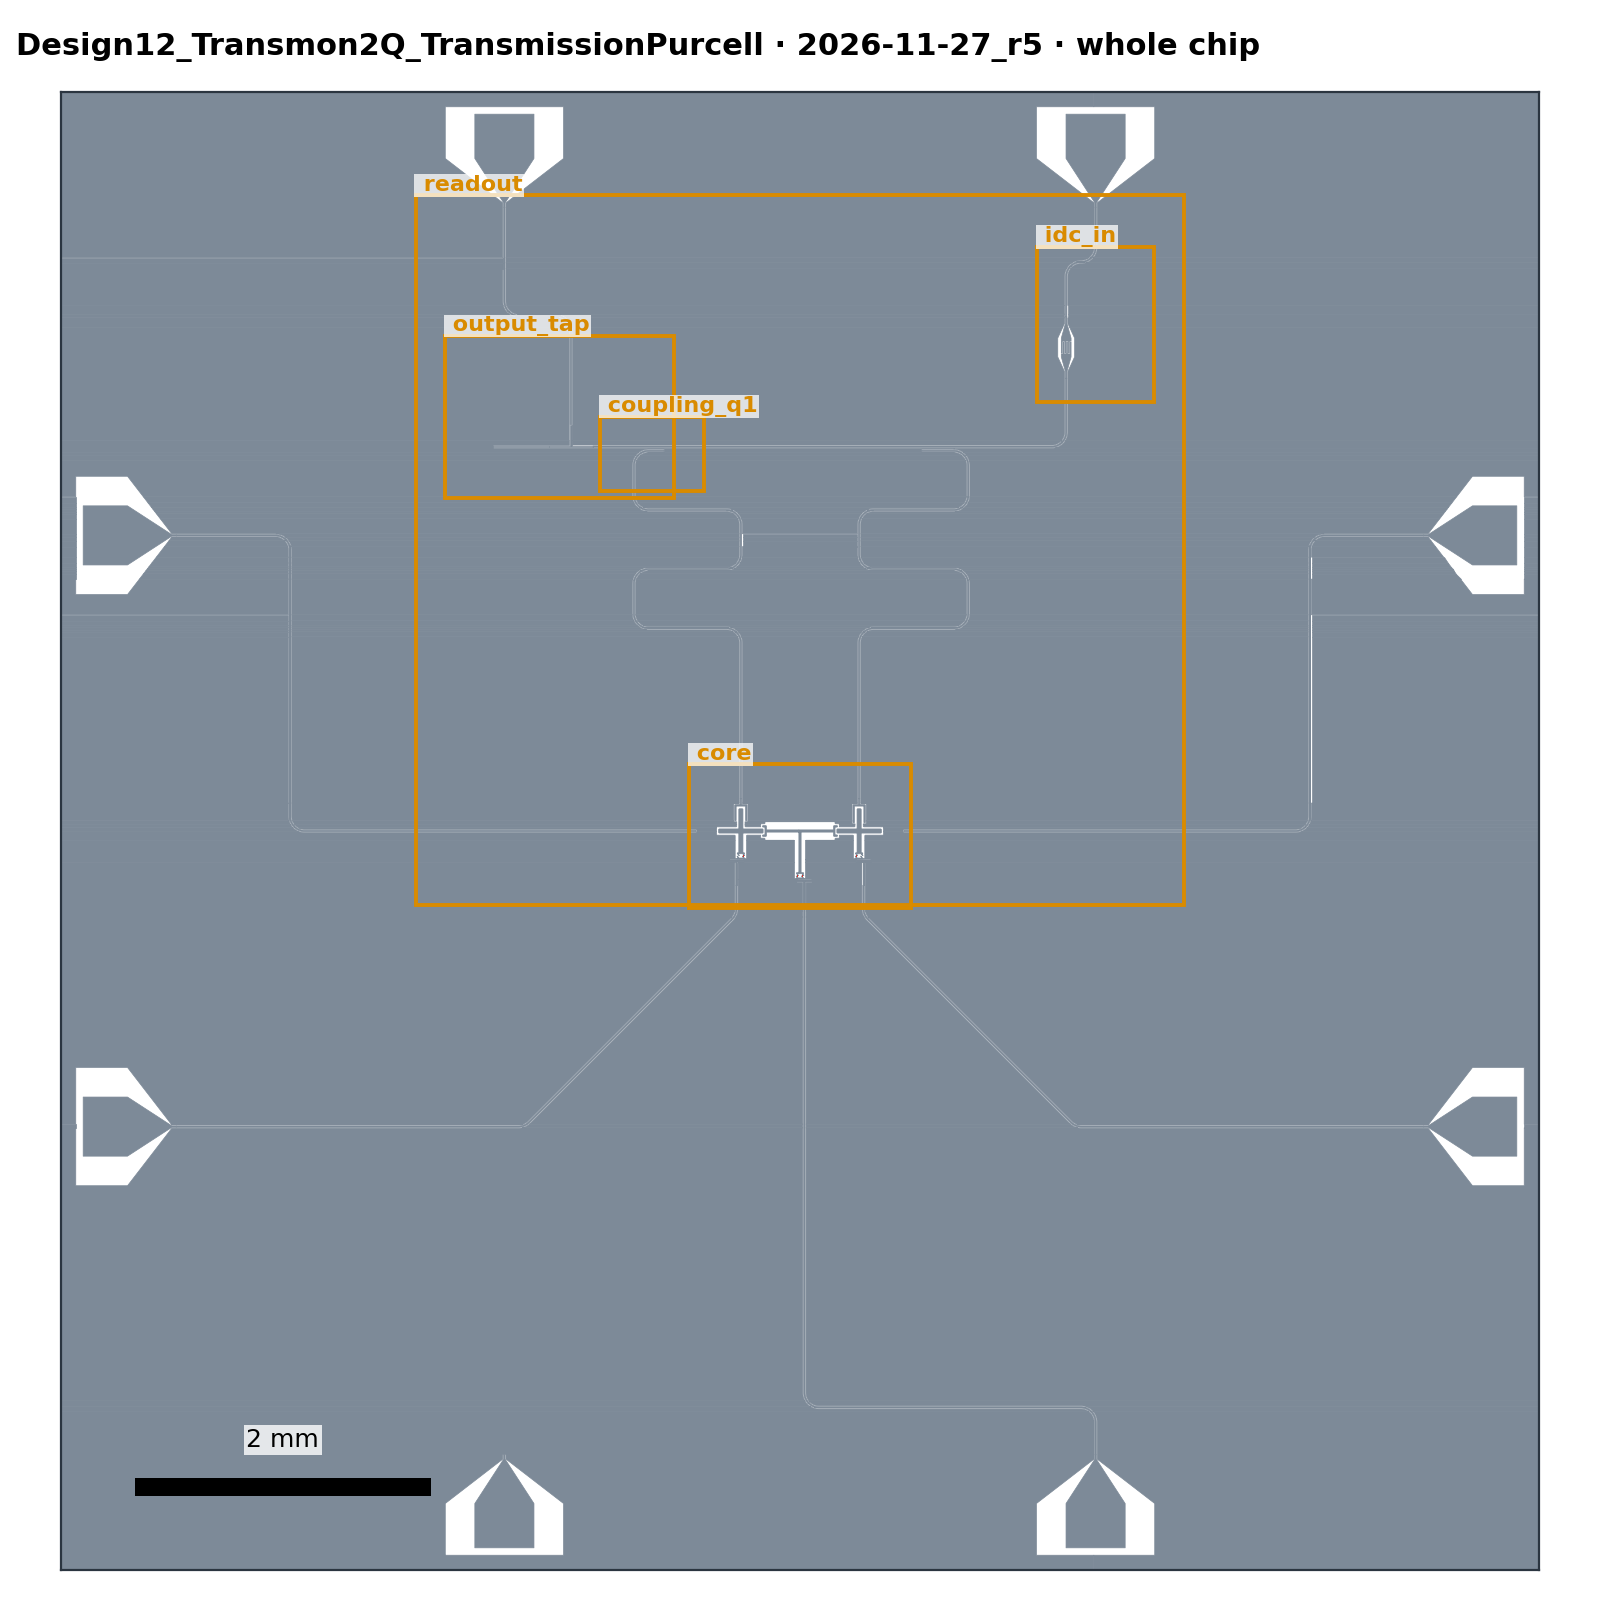 Design12_Transmon2Q_TransmissionPurcell · 2026-11-27_r5 · whole chip
readout
idc_in
output_tap
coupling_q1
core
2 mm